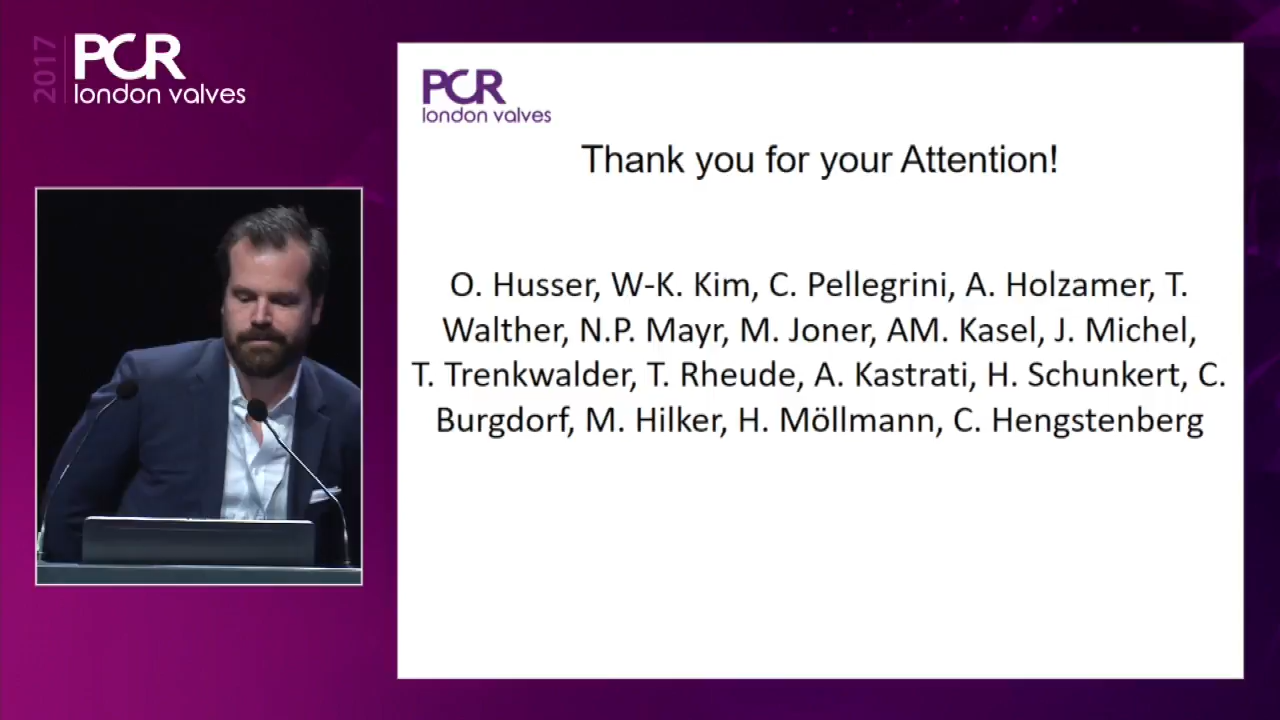 2017
PCR
london valves
PCR
london valves
Thank you for your Attention!
O. Husser, W-K. Kim, C. Pellegrini, A. Holzamer, T.
Walther, N.P. Mayr, M. Joner, AM. Kasel, J. Michel,
T. Trenkwalder, T. Rheude, A. Kastrati, H. Schunkert, C.
Burgdorf, M. Hilker, H. Möllmann, C. Hengstenberg